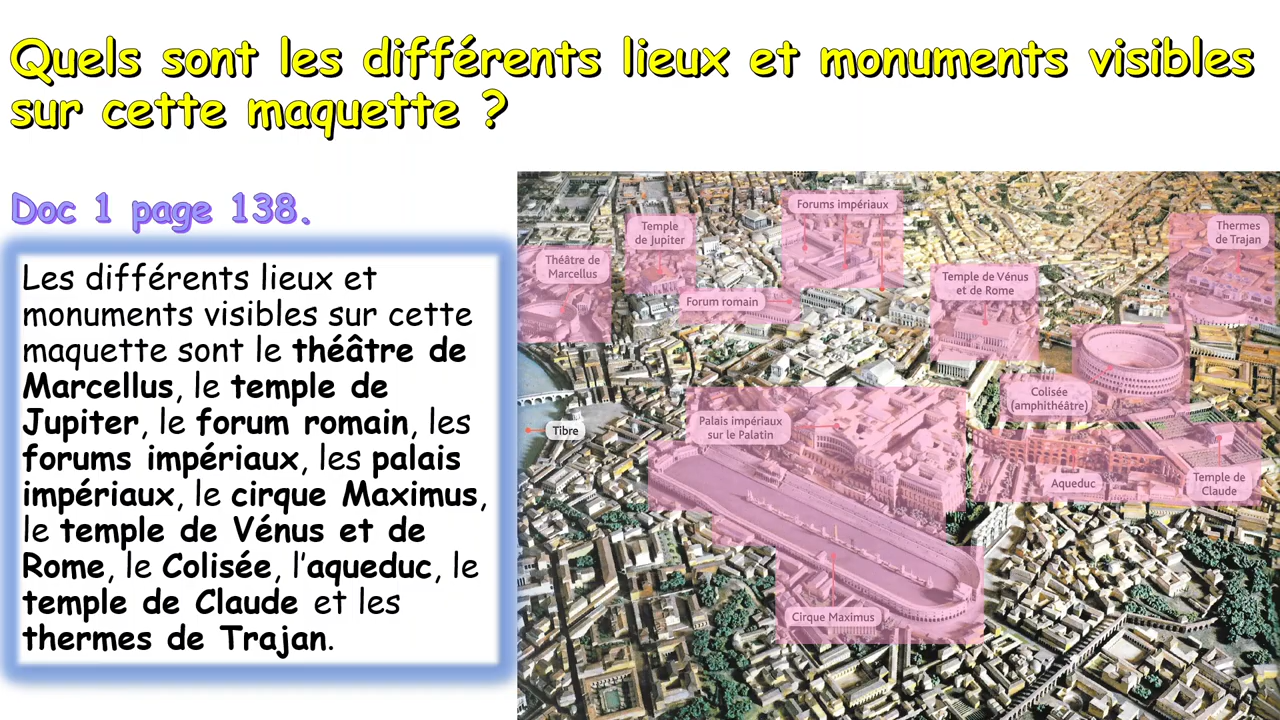 Quels sont les différents lieux et monuments visibles
sur cette maquette ?
Doc 1 page 138.
Les différents lieux et
monuments visibles sur cette
maquette sont le théâtre de
Marcellus, le temple de
Jupiter, le forum romain, les
forums impériaux, les palais
impériaux, le cirque Maximus,
le temple de Vénus et de
Rome, le Colisée, l'aqueduc, le
temple de Claude et les
thermes de Trajan.
Forums impériaux
Temple
de Jupiter
Thermes
de Trajan
Théâtre de
Marcellus
Temple de Vénus
et de Rome
Forum romain
Colisée
(amphithéâtre)
Palais impériaux
sur le Palatin
Tibre
Aqueduc
Temple de
Claude
Cirque Maximus